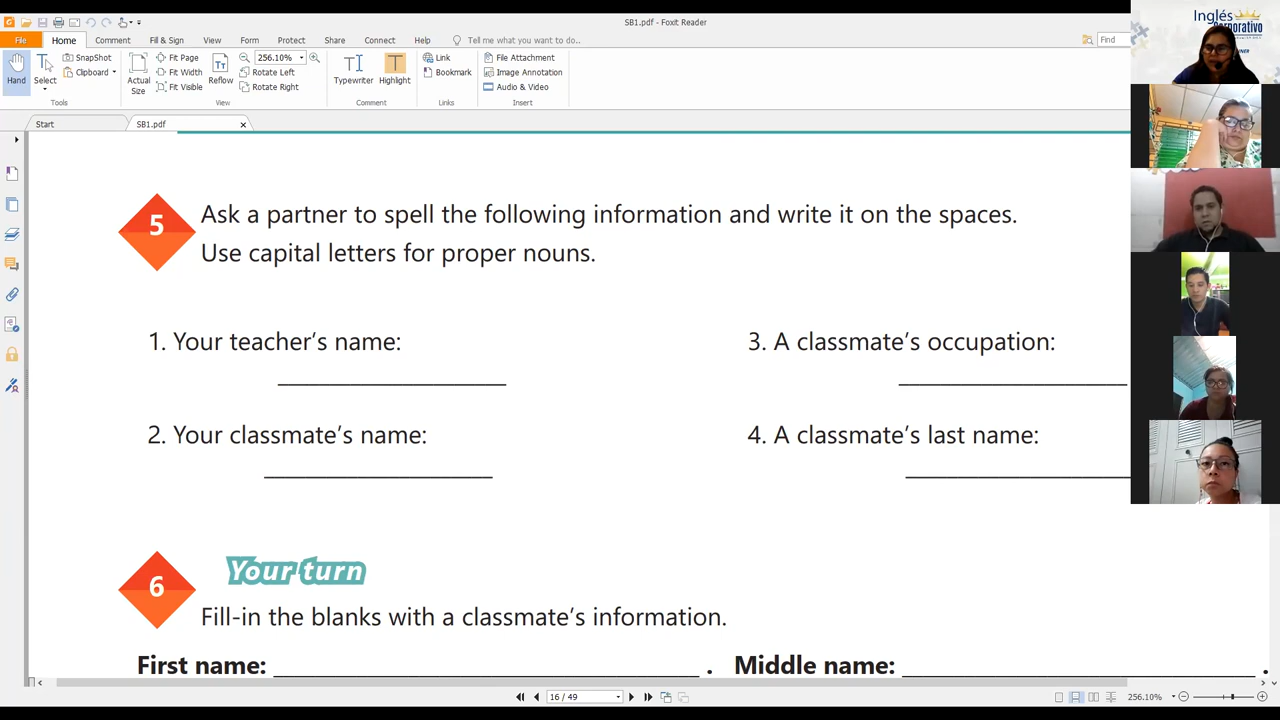 SB1.pdf - Foxit Reader
File Home Comment Fill & Sign View Form Protect Share Connect Help Tell me what you want to do.. Find
Hand
Select
SnapShot
Clipboard
Tools
Actual Size
Fit Page
Fit Width
Fit Visible
Reflow
256.10%
Rotate Left
Rotate Right
View
Typewriter
Highlight
Comment
Link
Bookmark
Links
File Attachment
Image Annotation
Audio & Video
Insert
Start SB1.pdf
5 Ask a partner to spell the following information and write it on the spaces.
Use capital letters for proper nouns.
1. Your teacher's name:
3. A classmate's occupation:
2. Your classmate's name:
4. A classmate's last name:
6 Your turn
Fill-in the blanks with a classmate's information.
First name: . Middle name: .
16 / 49
256.10%
Inglés
Corporativo